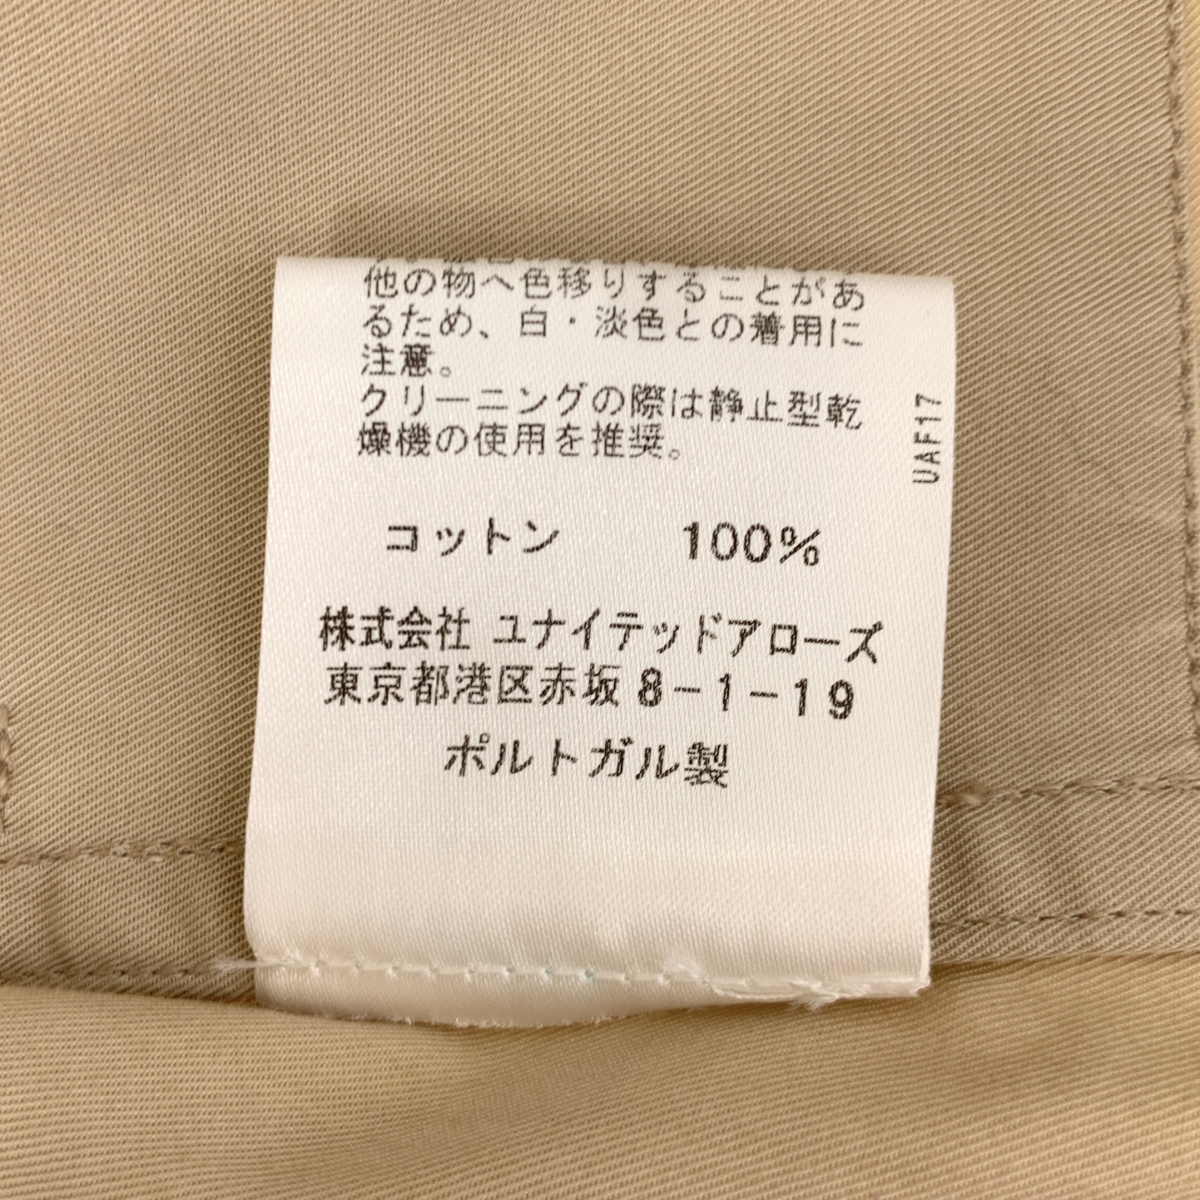 他の物へ色移りすることがあ
るため、白・淡色との着用に
注意。
クリーニングの際は静止型乾
燥機の使用を推奨。
UAF17
コットン 100%
株式会社 ユナイテッドアローズ
東京都港区赤坂8-1-19
ポルトガル製